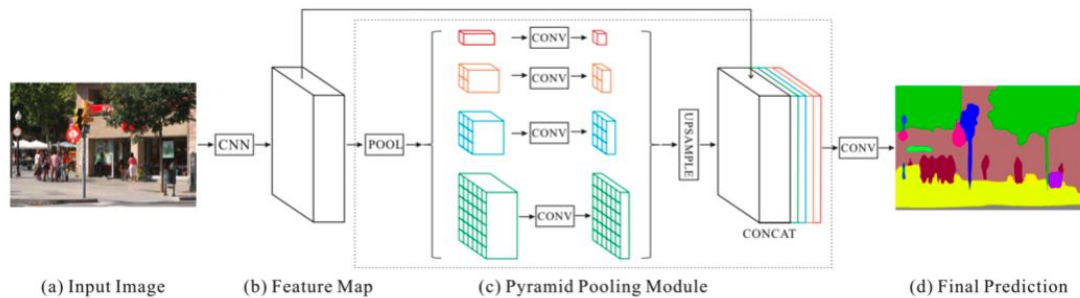 CNN
POOL
CONV
CONV
CONV
CONV
UPSAMPLE
CONCAT
CONV
(a) Input Image
(b) Feature Map
(c) Pyramid Pooling Module
(d) Final Prediction